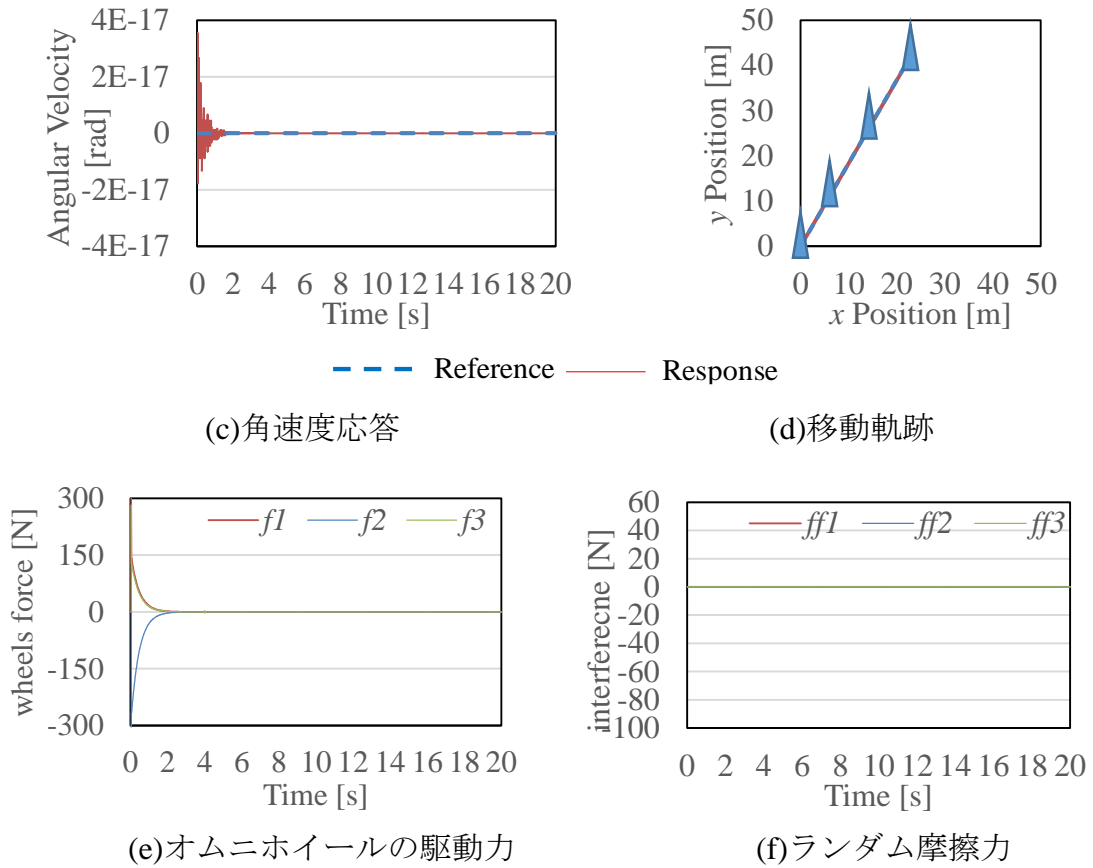 4E-17
2E-17
0
-2E-17
-4E-17
Angular Velocity
[rad]
0 2 4 6 8 10 12 14 16 18 20
Time [s]
50
40
30
20
10
0
y Position [m]
0 10 20 30 40 50
x Position [m]
Reference Response
(c)角速度応答
(d)移動軌跡
300
150
0
-150
-300
wheels force [N]
f1 f2 f3
0 2 4 6 8 10 12 14 16 18 20
Time [s]
60
40
20
0
-20
-40
-60
-80
-100
interferecne [N]
ff1 ff2 ff3
0 2 4 6 8 10 12 14 16 18 20
Time [s]
(e)オムニホイールの駆動力
(f)ランダム摩擦力